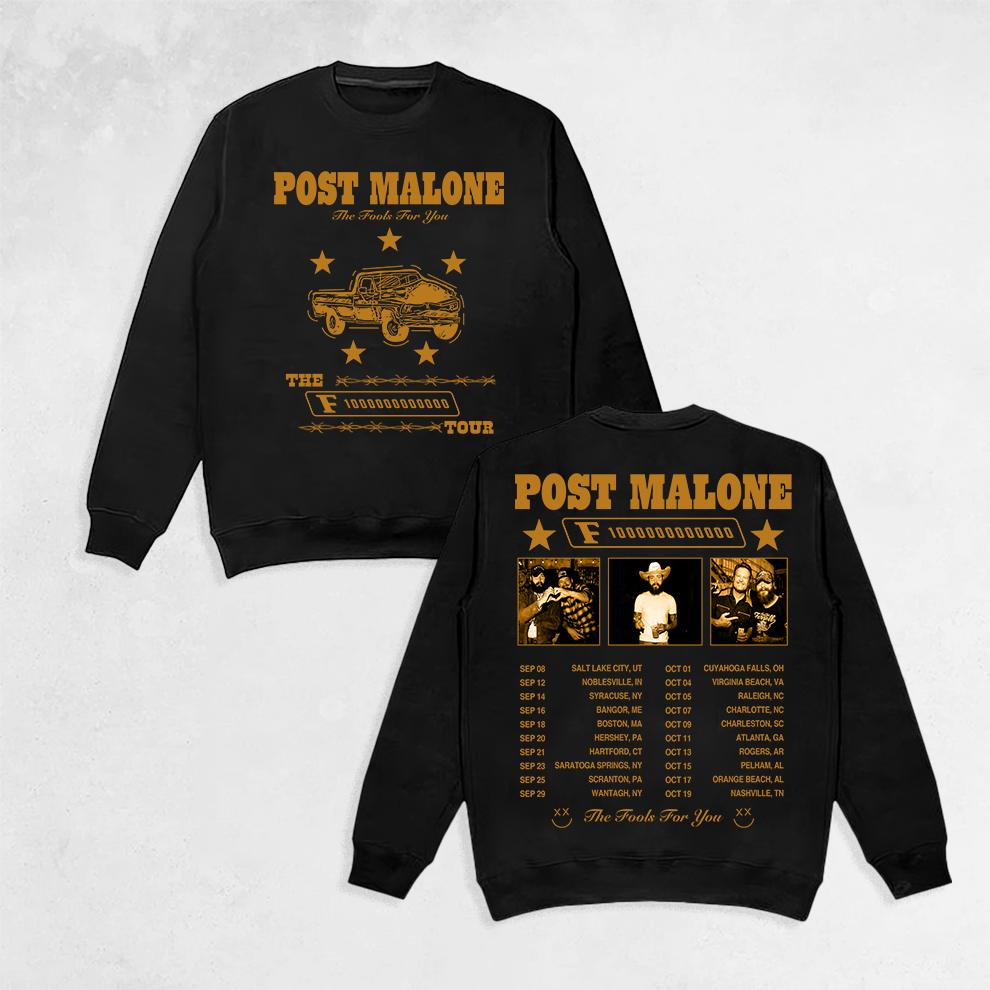 POST MALONE
The Fools For You
THE
F 1000000000000
TOUR
POST MALONE
F 1000000000000
SEP 08 SALT LAKE CITY, UT OCT 01 CUYAHOGA FALLS, OH
SEP 12 NOBLESVILLE, IN OCT 04 VIRGINIA BEACH, VA
SEP 14 SYRACUSE, NY OCT 05 RALEIGH, NC
SEP 16 BANGOR, ME OCT 07 CHARLOTTE, NC
SEP 18 BOSTON, MA OCT 09 CHARLESTON, SC
SEP 20 HERSHEY, PA OCT 11 ATLANTA, GA
SEP 21 HARTFORD, CT OCT 13 ROGERS, AR
SEP 23 SARATOGA SPRINGS, NY OCT 15 PELHAM, AL
SEP 25 SCRANTON, PA OCT 17 ORANGE BEACH, AL
SEP 29 WANTAGH, NY OCT 19 NASHVILLE, TN
The Fools For You